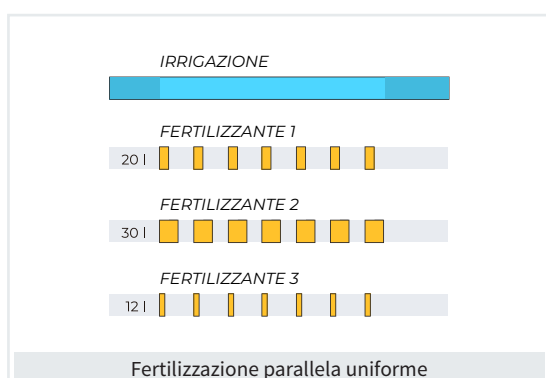 IRRIGAZIONE
FERTILIZZANTE 1
20 l
FERTILIZZANTE 2
30 l
FERTILIZZANTE 3
12 l
Fertilizzazione parallela uniforme